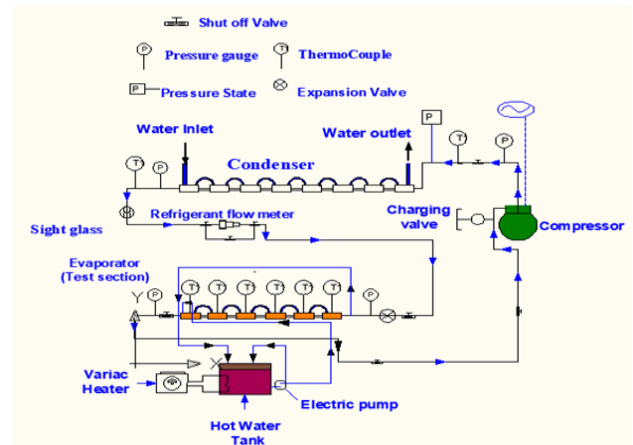 Shut off Valve
P
Pressure gauge
T
ThermoCouple
P
Pressure State
Expansion Valve
Water Inlet
Water outlet
P
T
P
Condenser
T
P
Refrigerant flow meter
Charging
valve
Compressor
Sight glass
Evaporator
(Test section)
Y
P
T
T
T
T
T
T
P
X
Variac
Heater
Electric pump
Hot Water
Tank